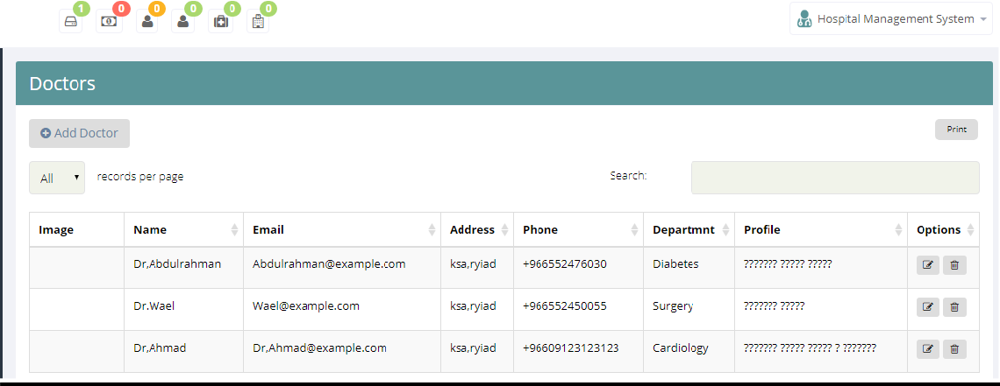 1 0 0 0 0 0
Hospital Management System
Doctors
Add Doctor
Print
All records per page Search:
Image Name Email Address Phone Departmnt Profile Options
Dr,Abdulrahman Abdulrahman@example.com ksa,ryiad +966552476030 Diabetes ??????? ????? ?????
Dr.Wael Wael@example.com ksa,ryiad +966552450055 Surgery ??????? ?????
Dr,Ahmad Dr,Ahmad@example.com ksa,ryiad +96609123123123 Cardiology ??????? ????? ????? ? ???????